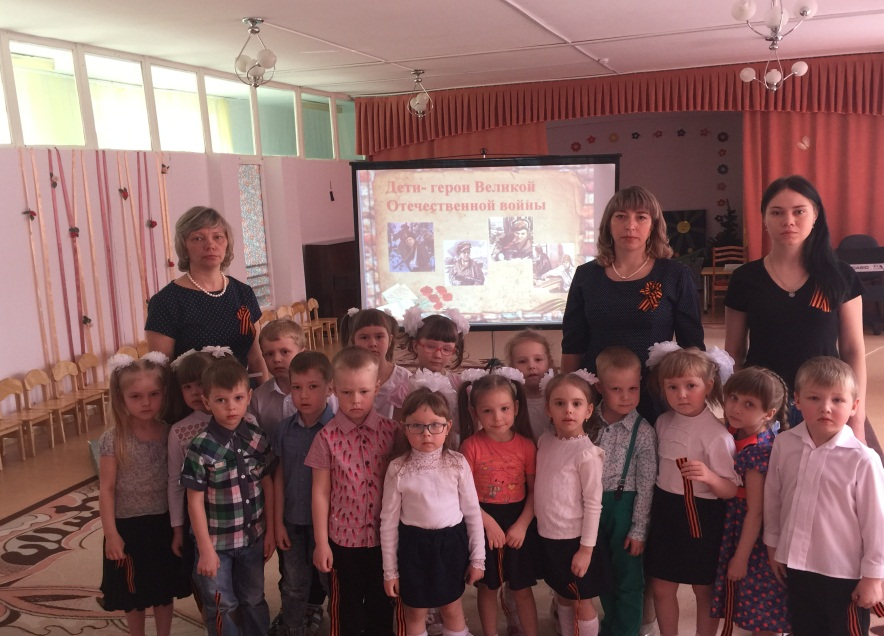 Дети- герои Великой
Отечественной войны